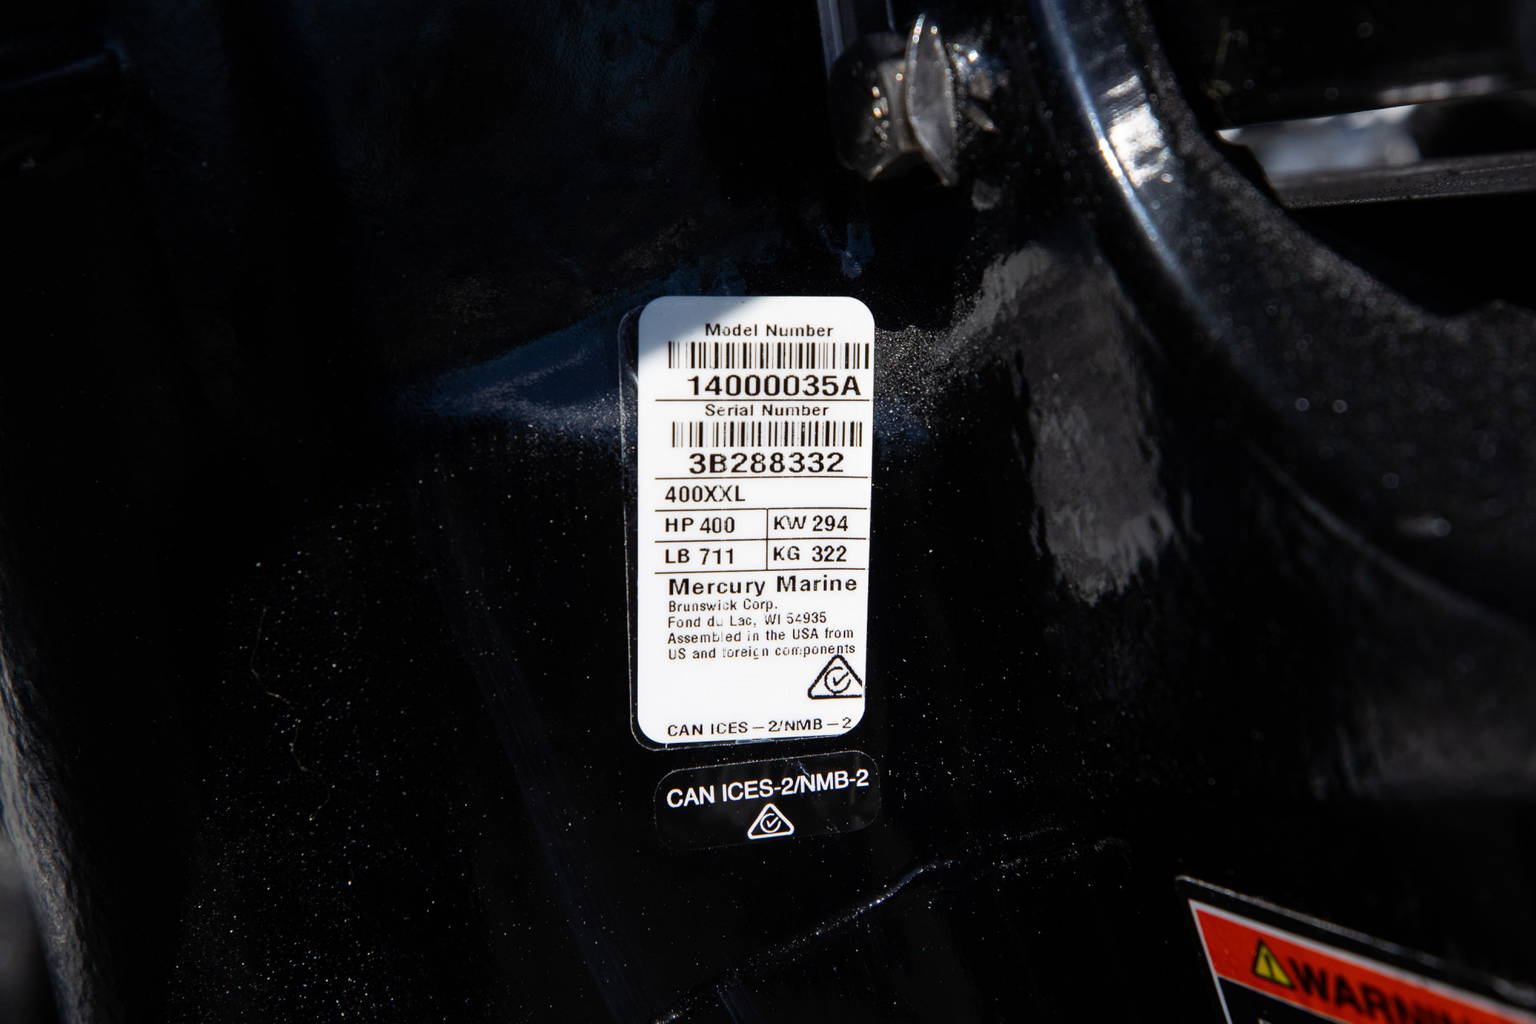 Model Number
14000035A
Serial Number
3B288332
400XXL
HP 400 KW 294
LB 711 KG 322
Mercury Marine
Brunswick Corp.
Fond du Lac, WI 54935
Assembled in the USA from
US and foreign components
CAN ICES-2/NMB-2
CAN ICES-2/NMB-2